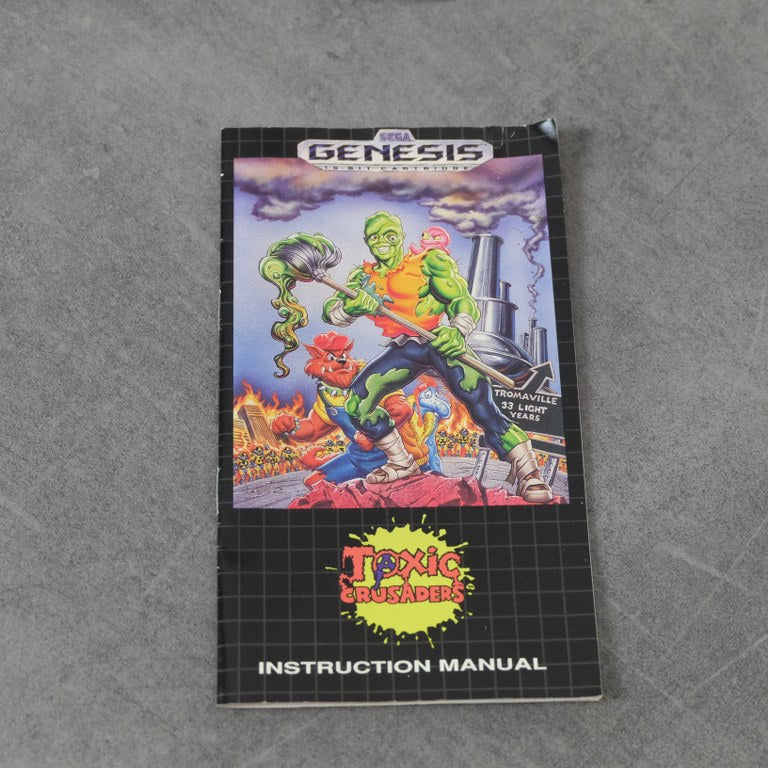 SEGA
GENESIS
16-BIT CARTRIDGE
TROMAVILLE
33 LIGHT
YEARS
TOXiC
CRUSADERS
INSTRUCTION MANUAL